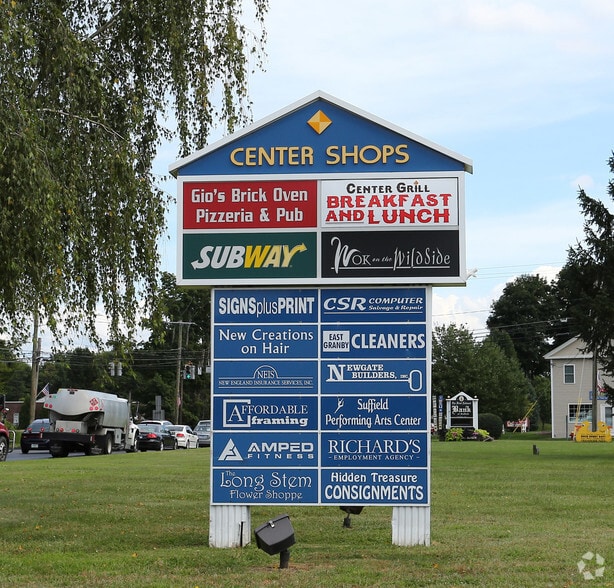 CENTER SHOPS
Gio's Brick Oven
Pizzeria & Pub
CENTER GRILL
BREAKFAST
AND LUNCH
SUBWAY
WOK on the WILDSIDE
SIGNSplusPRINT
CSR COMPUTER
Salvage & Repair
New Creations
on Hair
EAST
GRANBY
CLEANERS
NEIS
NEW ENGLAND INSURANCE SERVICES, INC.
NEWGATE
BUILDERS, INC
AFFORDABLE
framing
Suffield
Performing Arts Center
AMPED
FITNESS
RICHARD'S
EMPLOYMENT AGENCY
THE Long Stem
Flower Shoppe
Hidden Treasure
CONSIGNMENTS
Bank